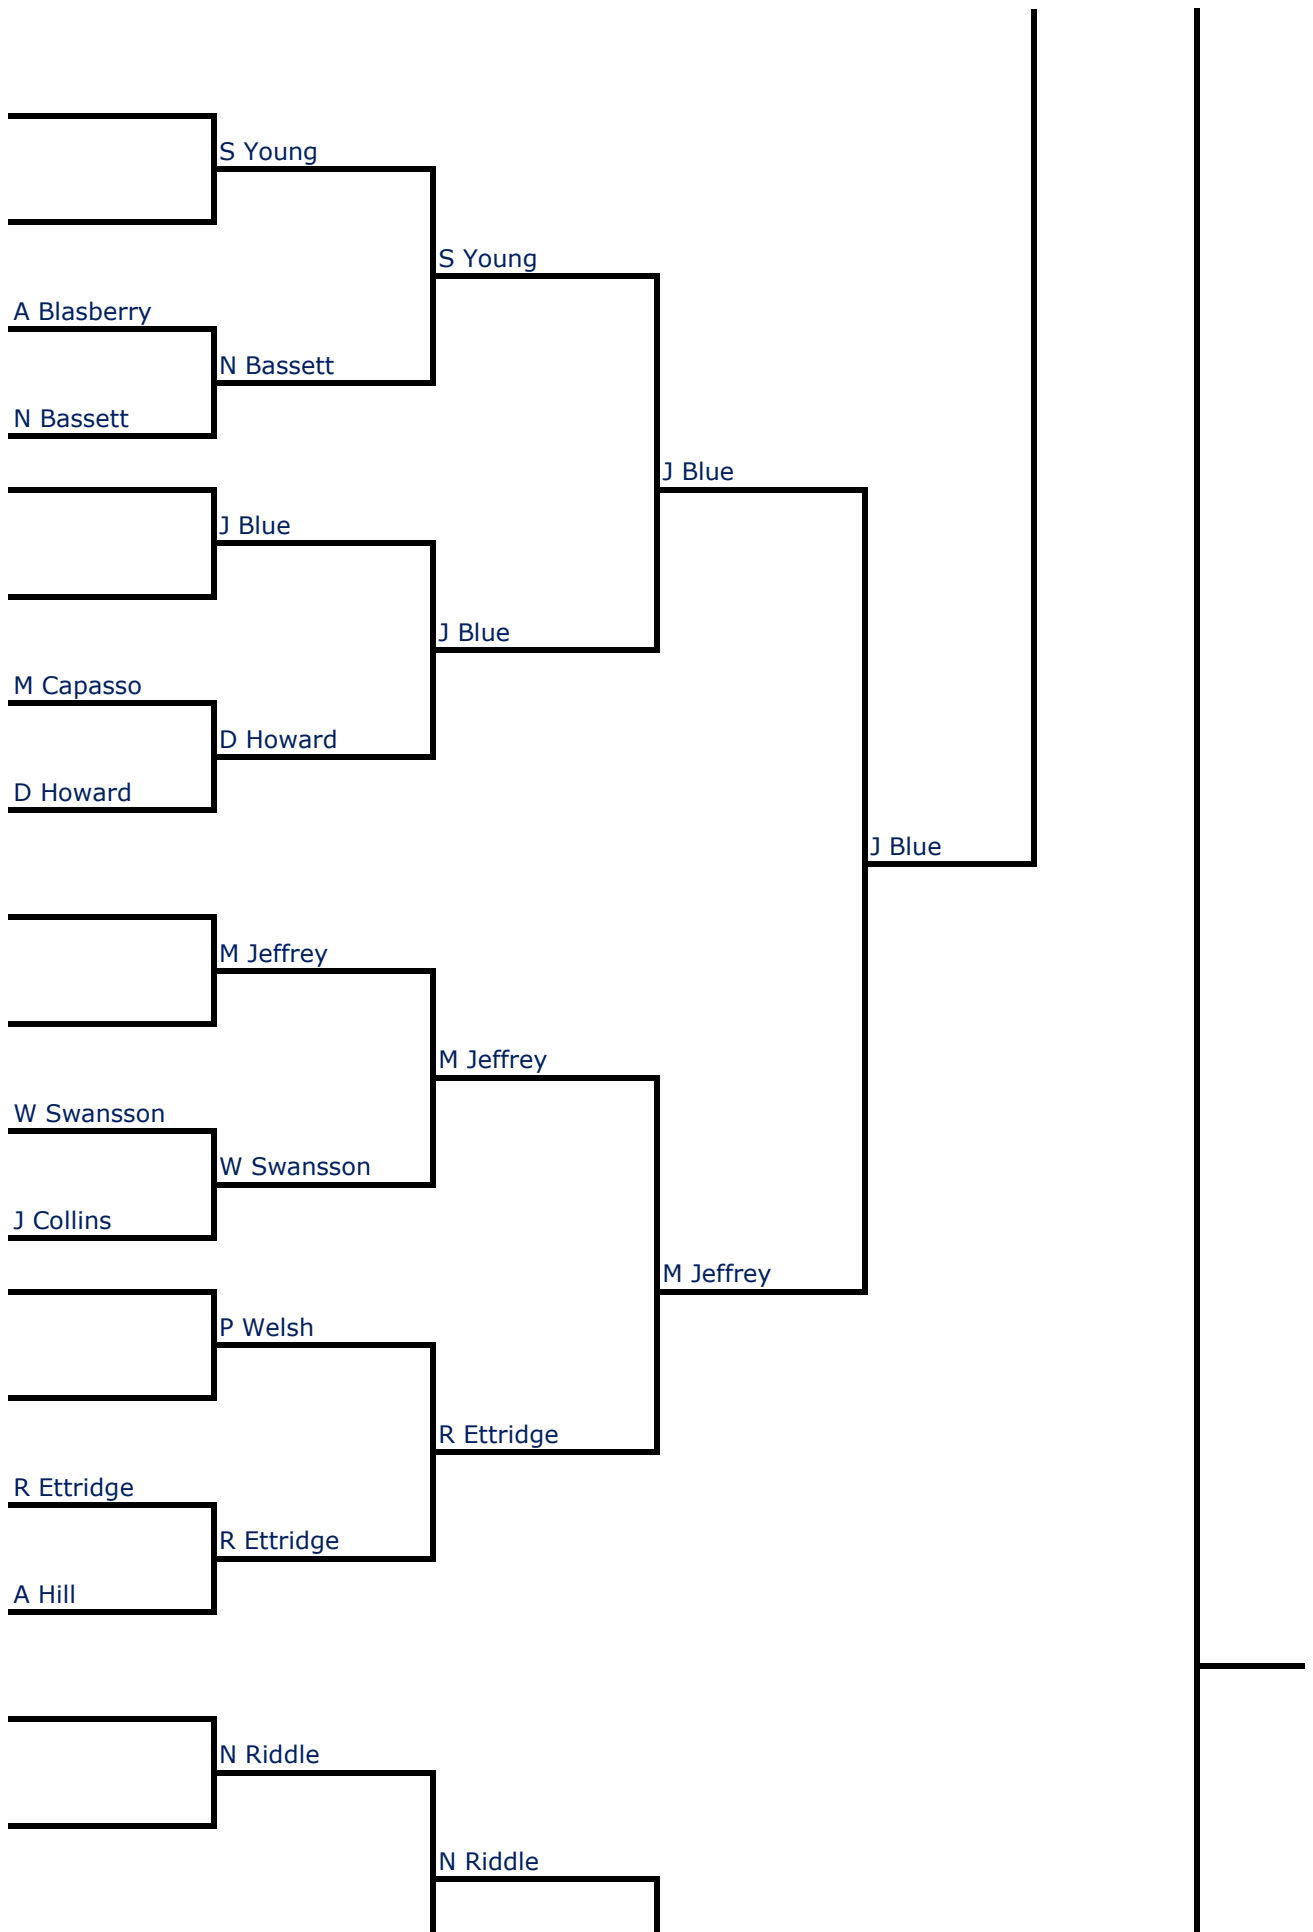 S Young
S Young
A Blasberry
N Bassett
N Bassett
J Blue
J Blue
J Blue
M Capasso
D Howard
D Howard
J Blue
M Jeffrey
M Jeffrey
W Swansson
W Swansson
J Collins
M Jeffrey
P Welsh
R Ettridge
R Ettridge
R Ettridge
A Hill
N Riddle
N Riddle